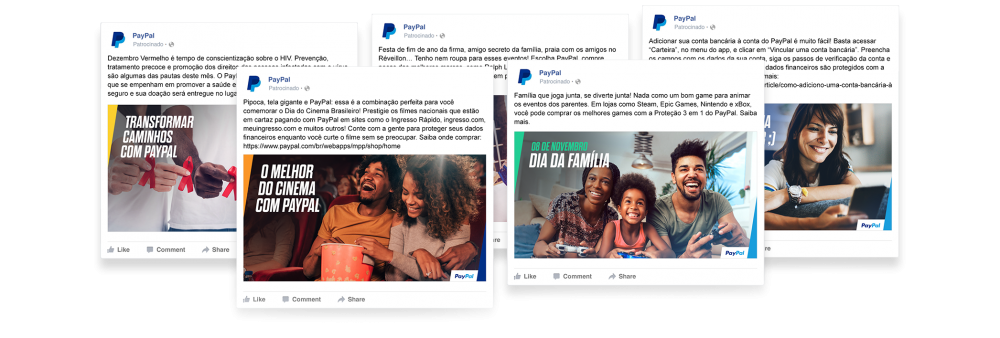 PayPal
Patrocinado
Dezembro Vermelho é tempo de conscientização sobre o HIV. Prevenção,
tratamento precoce e promoção dos direitos das pessoas infectadas com o vírus
são algumas das pautas deste mês. O Pay
que se empenham em promover a saúde e
seguro e sua doação será entregue no luga
TRANSFORMAR
CAMINHOS
COM PAYPAL
Like Comment Share
PayPal
Patrocinado
Pipoca, tela gigante e PayPal: essa é a combinação perfeita para você
comemorar o Dia do Cinema Brasileiro! Prestigie os filmes nacionais que estão
em cartaz pagando com PayPal em sites como o Ingresso Rápido, ingresso.com,
meuingresso.com e muitos outros! Conte com a gente para proteger seus dados
financeiros enquanto você curte o filme sem se preocupar. Saiba onde comprar:
https://www.paypal.com/br/webapps/mpp/shop/home
O MELHOR
DO CINEMA
COM PAYPAL
PayPal
Like Comment Share
PayPal
Patrocinado
Festa de fim de ano da firma, amigo secreto da família, praia com os amigos no
Réveillon... Tenho nem roupa para esses eventos! Escolha PayPal, compre
PayPal
Patrocinado
Família que joga junta, se diverte junta! Nada como um bom game para animar
os eventos dos parentes. Em lojas como Steam, Epic Games, Nintendo e xBox,
você pode comprar os melhores games com a Proteção 3 em 1 do PayPal. Saiba
mais.
08 DE NOVEMBRO
DIA DA FAMÍLIA
PayPal
Like Comment Share
PayPal
Patrocinado
Adicionar sua conta bancária à conta do PayPal é muito fácil! Basta acessar
“Carteira”, no menu do app, e clicar em “Vincular uma conta bancária”. Preencha
os campos com os dados da sua conta, siga os passos de verificação da conta e
dados financeiros são protegidos com a
mais:
article/como-adiciono-uma-conta-bancária-à
;)
PayPal